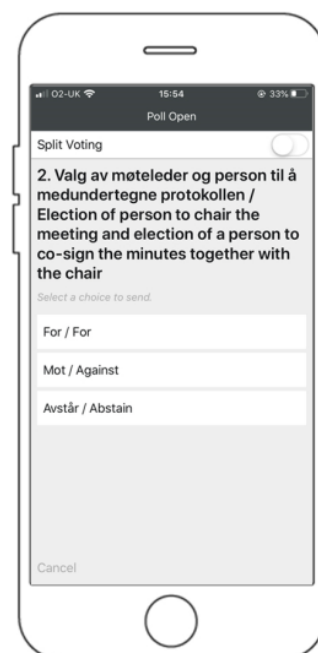 O2-UK 15:54 33%
Poll Open
Split Voting
2. Valg av møteleder og person til å
medundertegne protokollen /
Election of person to chair the
meeting and election of a person to
co-sign the minutes together with
the chair
Select a choice to send.
For / For
Mot / Against
Avstår / Abstain
Cancel